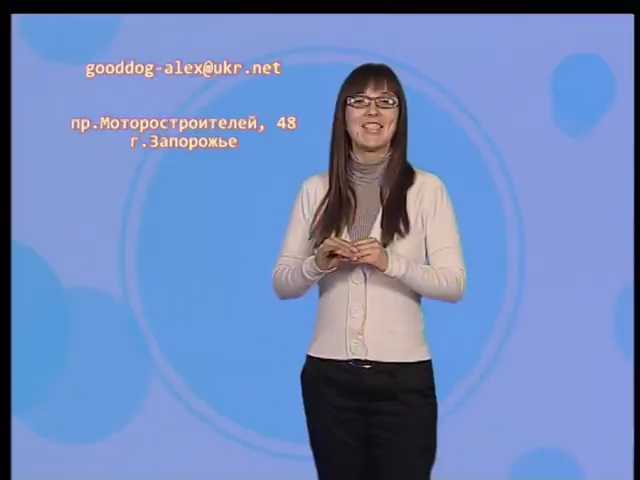 gooddog-alex@ukr.net
пр.Моторостроителей, 48
г.Запорожье